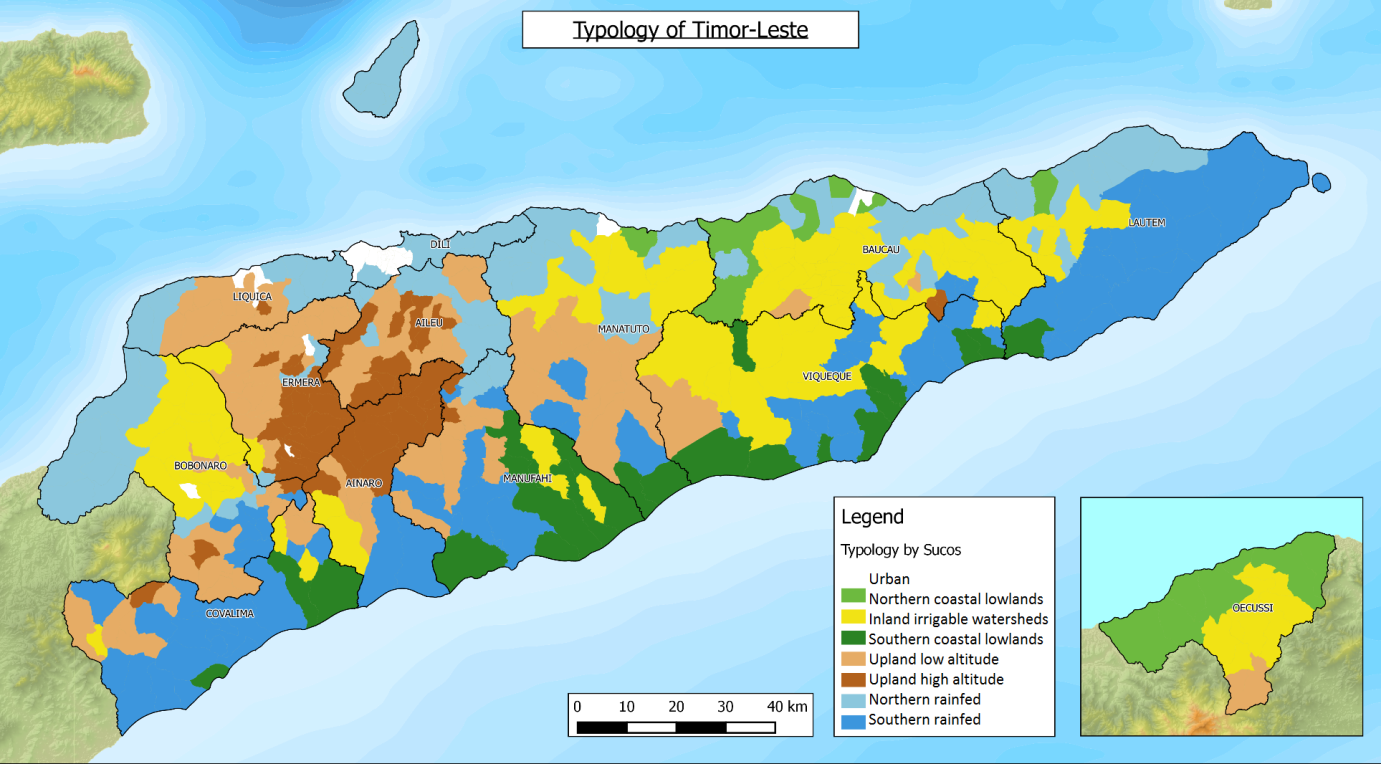 Typology of Timor-Leste
DILI
LAUTEM
BAUCAU
LIQUICA
AILEU
MANATUTO
VIQUEQUE
ERMERA
BOBONARO
AINARO
MANUFAHI
COVALIMA
Legend
Typology by Sucos
Urban
Northern coastal lowlands
Inland irrigable watersheds
Southern coastal lowlands
Upland low altitude
Upland high altitude
Northern rainfed
Southern rainfed
OECUSSI
0 10 20 30 40 km